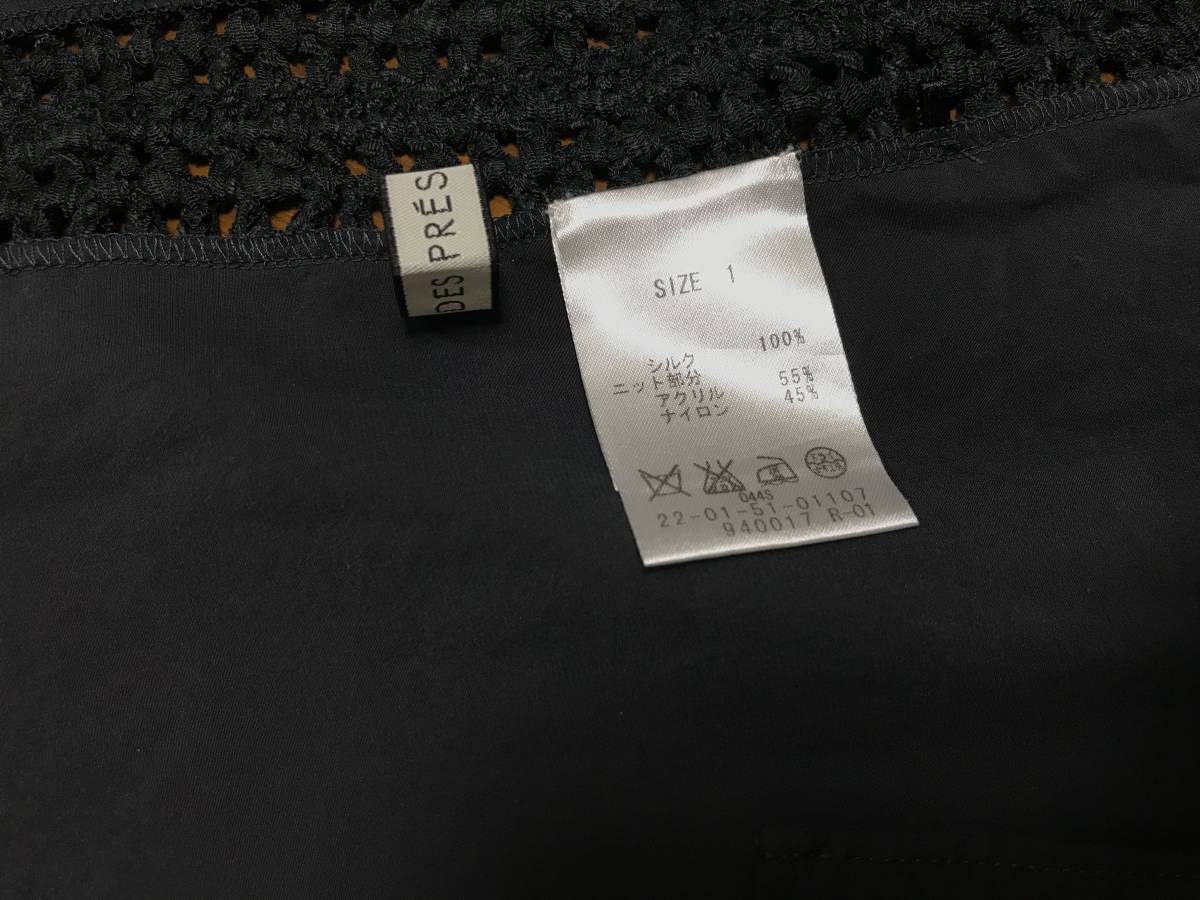 DES PRÉS
SIZE 1
シルク 100%
ニット部分
アクリル 55%
ナイロン 45%
044S
22-01-51-01107
940017 R-01